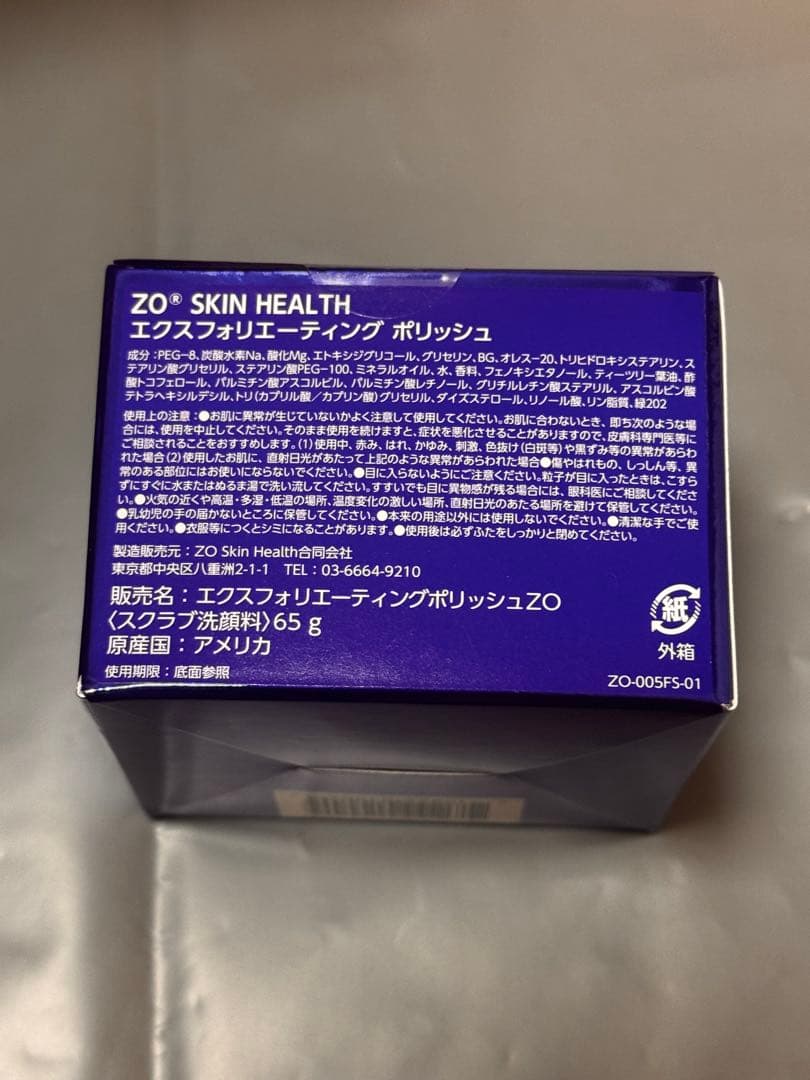 ZO® SKIN HEALTH
エクスフォリエーティング ポリッシュ
成分：PEG-8、炭酸水素Na、酸化Mg、エトキシジグリコール、グリセリン、BG、オレス-20、トリヒドロキシステアリン、ス
テアリン酸グリセリル、ステアリン酸PEG-100、ミネラルオイル、水、香料、フェノキシエタノール、ティーツリー葉油、酢
酸トコフェロール、パルミチン酸アスコルビル、パルミチン酸レチノール、グリチルレチン酸ステアリル、アスコルビン酸
テトラヘキシルデシル、トリ（カプリル酸／カプリン酸）グリセリル、ダイズステロール、リノール酸、リン脂質、緑202
使用上の注意：●お肌に異常が生じていないかよく注意して使用してください。お肌に合わないとき、即ち次のような場
合には、使用を中止してください。そのまま使用を続けますと、症状を悪化させることがありますので、皮膚科専門医等に
ご相談されることをおすすめします。（1）使用中、赤み、はれ、かゆみ、刺激、色抜け（白斑等）や黒ずみ等の異常があらわ
れた場合（2）使用したお肌に、直射日光があたって上記のような異常があらわれた場合●傷やはれもの、しっしん等、異
常のある部位にはお使いにならないでください。●目に入らないようにご注意ください。粒子が目に入ったときは、こすら
ずにすぐに水またはぬるま湯で洗い流してください。すすいでも目に異物感が残る場合には、眼科医にご相談してくださ
い。●火気の近くや高温・多湿・低温の場所、温度変化の激しい場所、直射日光のあたる場所を避けて保管してください。
●乳幼児の手の届かないところに保管してください。●本来の用途以外には使用しないでください。●清潔な手でご使
用ください。●衣服等につくとシミになることがあります。●使用後は必ずふたをしっかりと閉めてください。
製造販売元：ZO Skin Health合同会社
東京都中央区八重洲2-1-1 TEL：03-6664-9210
販売名：エクスフォリエーティングポリッシュZO
〈スクラブ洗顔料〉65 g
原産国：アメリカ
使用期限：底面参照
紙
外箱
ZO-005FS-01